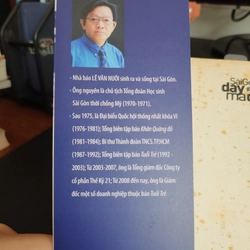 - Nhà báo LÊ VĂN NUÔI sinh ra và sống tại Sài Gòn.
- Ông nguyên là chủ tịch Tổng đoàn Học sinh
Sài Gòn thời chống Mỹ (1970-1971).
- Sau 1975, là Đại biểu Quốc hội thống nhất khóa VI
(1976-1981); Tổng biên tập báo Khăn Quàng đỏ
(1981-1984); Bí thư Thành đoàn TNCS.TP.HCM
(1987-1992); Tổng biên tập báo Tuổi Trẻ (1992 -
2003); Từ 2003-2007, ông là Tổng giám đốc Công ty
cổ phần Thế Kỷ 21; Từ 2008 đến nay, ông là Giám
đốc một số doanh nghiệp thuộc báo Tuổi Trẻ.
Sài Gòn
dậy mà